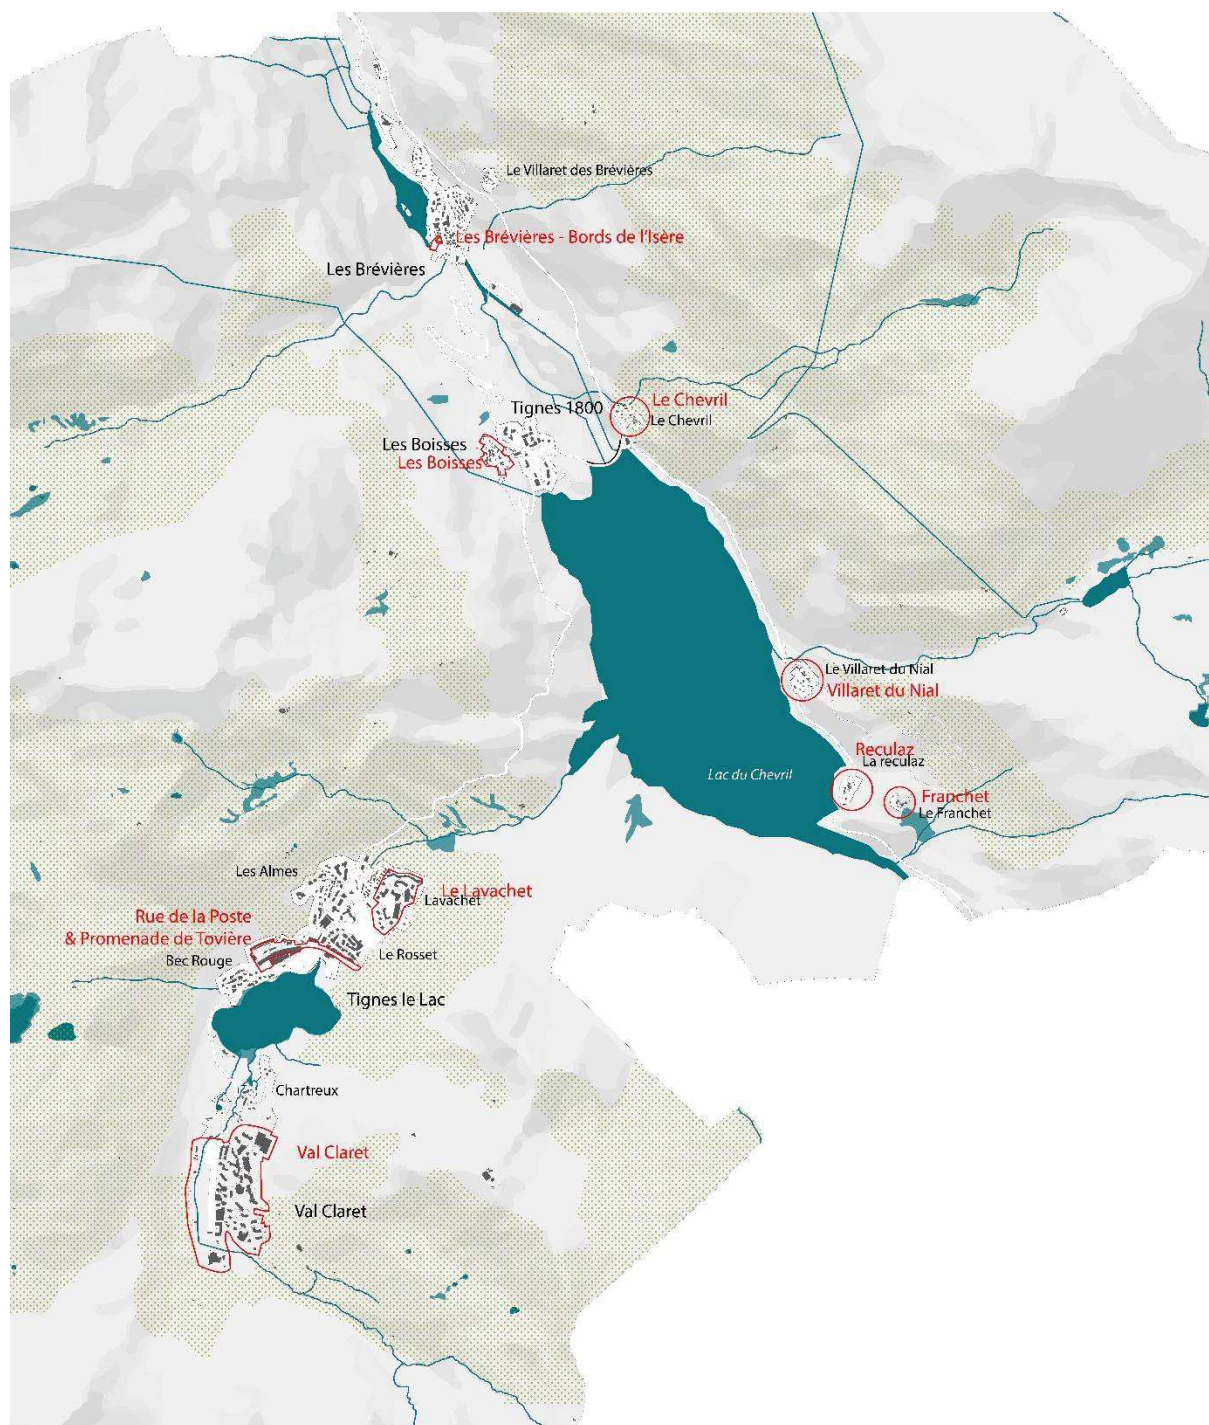 Le Villaret des Brévières
Les Brévières - Bords de l'Isère
Les Brévières
Le Chevril
Tignes 1800
Le Chevril
Les Boisses
Les Boisses
Le Villaret du Nial
Villaret du Nial
Reculaz
La reculaz
Lac du Chevril
Franchet
Le Franchet
Les Almes
Le Lavachet
Lavachet
Rue de la Poste
& Promenade de Tovière
Le Rosset
Bec Rouge
Tignes le Lac
Chartreux
Val Claret
Val Claret